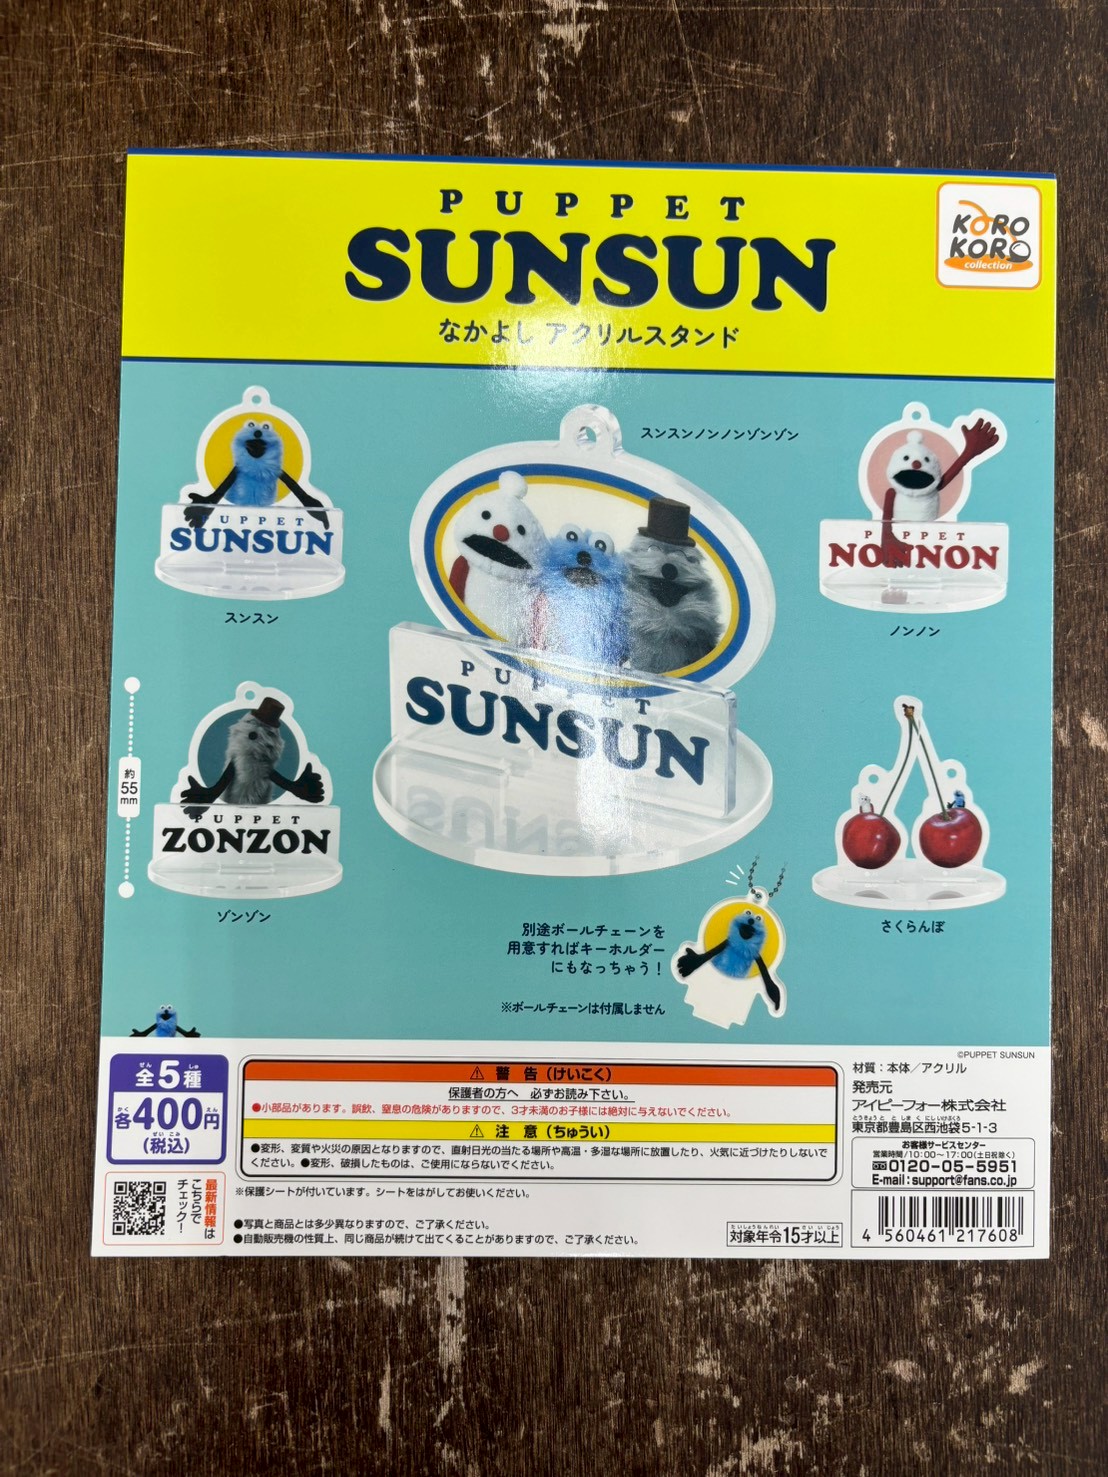 PUPPET
SUNSUN
なかよし アクリルスタンド
KORO
KORO
collection
スンスンノンノンゾンゾン
PUPPET
SUNSUN
スンスン
PUPPET
NONNON
ノンノン
PUPPET
SUNSUN
約
55
mm
PUPPET
ZONZON
ゾンゾン
さくらんぼ
別途ボールチェーンを
用意すればキーホルダー
にもなっちゃう！
※ボールチェーンは付属しません
©PUPPET SUNSUN
全5種
各400円
(税込)
最新情報は
こちらで
チェック！
⚠ 警 告（けいこく）
保護者の方へ 必ずお読み下さい。
●小部品があります。誤飲、窒息の危険がありますので、3才未満のお子様には絶対に与えないでください。
⚠ 注 意（ちゅうい）
●変形、変質や火災の原因となりますので、直射日光の当たる場所や高温・多湿な場所に放置したり、火気に近づけたりしないで
ください。●変形、破損したものは、ご使用にならないでください。
※保護シートが付いています。シートをはがしてお使いください。
●写真と商品とは多少異なりますので、ご了承ください。
●自動販売機の性質上、同じ商品が続けて出てくることがありますので、ご了承ください。
対象年令15才以上
材質：本体／アクリル
発売元
アイピーフォー株式会社
東京都豊島区西池袋5-1-3
お客様サービスセンター
営業時間/10:00〜17:00(土日祝除く)
0120-05-5951
E-mail：support@fans.co.jp
4 560461 217608